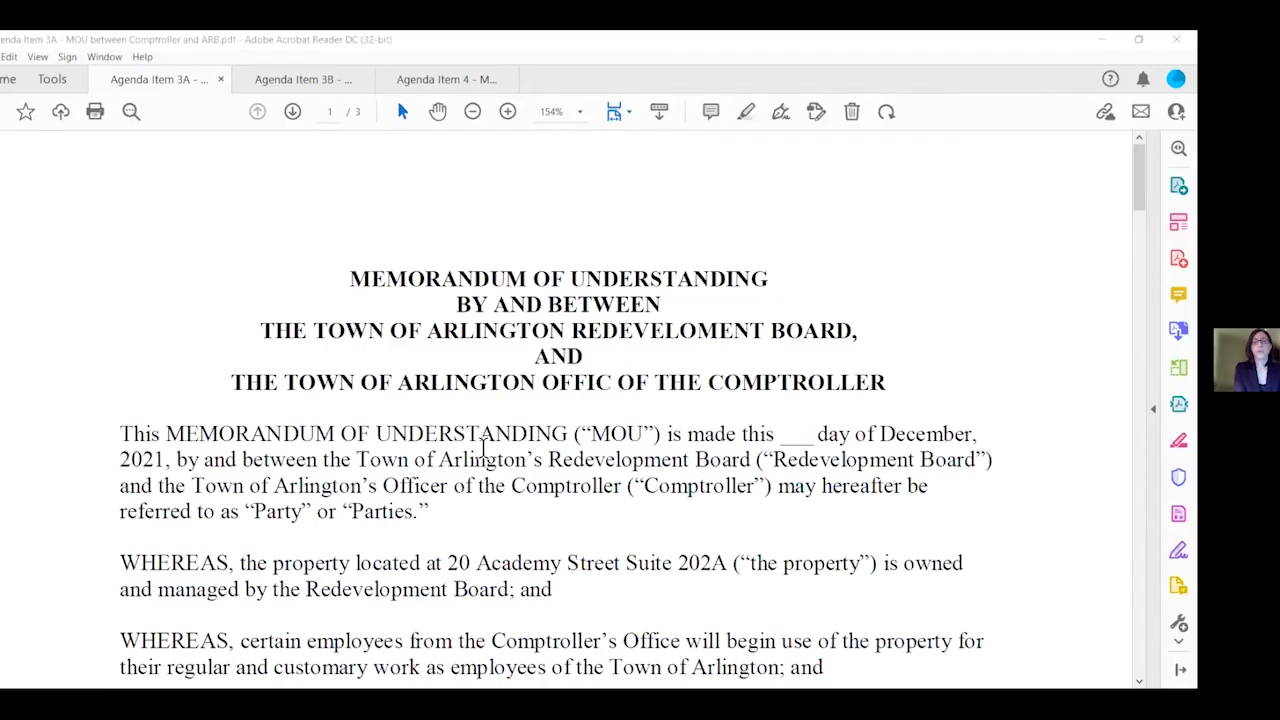 enda Item 3A - MOU between Comptroller and ARB.pdf - Adobe Acrobat Reader DC (32-bit)
Edit View Sign Window Help
me Tools Agenda Item 3A - ... × Agenda Item 3B - ... Agenda Item 4 - M...
1 / 3 154%
MEMORANDUM OF UNDERSTANDING
BY AND BETWEEN
THE TOWN OF ARLINGTON REDEVELOMENT BOARD,
AND
THE TOWN OF ARLINGTON OFFIC OF THE COMPTROLLER
This MEMORANDUM OF UNDERSTANDING (“MOU”) is made this ___ day of December,
2021, by and between the Town of Arlington’s Redevelopment Board (“Redevelopment Board”)
and the Town of Arlington’s Officer of the Comptroller (“Comptroller”) may hereafter be
referred to as “Party” or “Parties.”
WHEREAS, the property located at 20 Academy Street Suite 202A (“the property”) is owned
and managed by the Redevelopment Board; and
WHEREAS, certain employees from the Comptroller’s Office will begin use of the property for
their regular and customary work as employees of the Town of Arlington; and